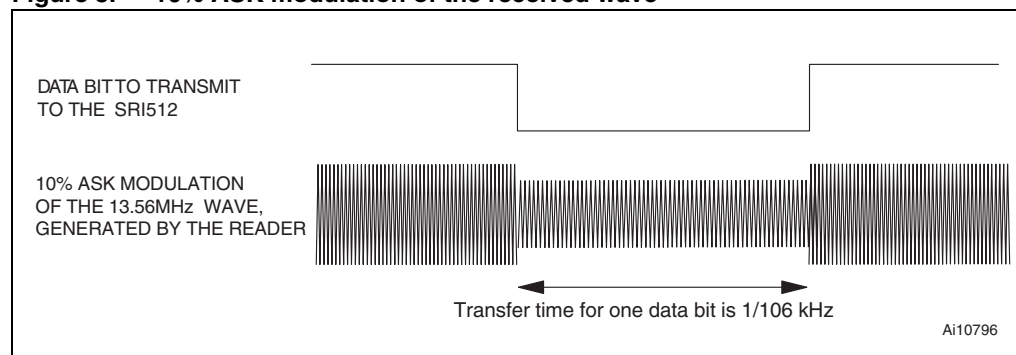 DATA BIT TO TRANSMIT
TO THE SRI512
10% ASK MODULATION
OF THE 13.56MHz WAVE,
GENERATED BY THE READER
Transfer time for one data bit is 1/106 kHz
Ai10796